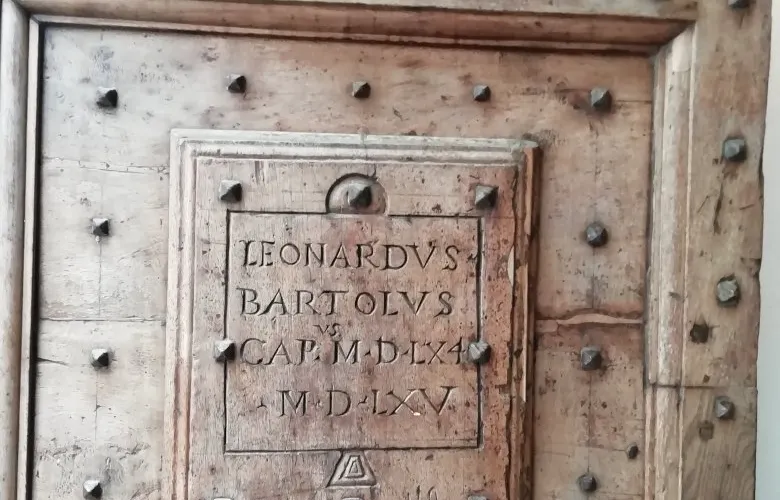 LEONARDVS
BARTOLVS
VS
CAP. M·D·LX4
·M·D·LXV·